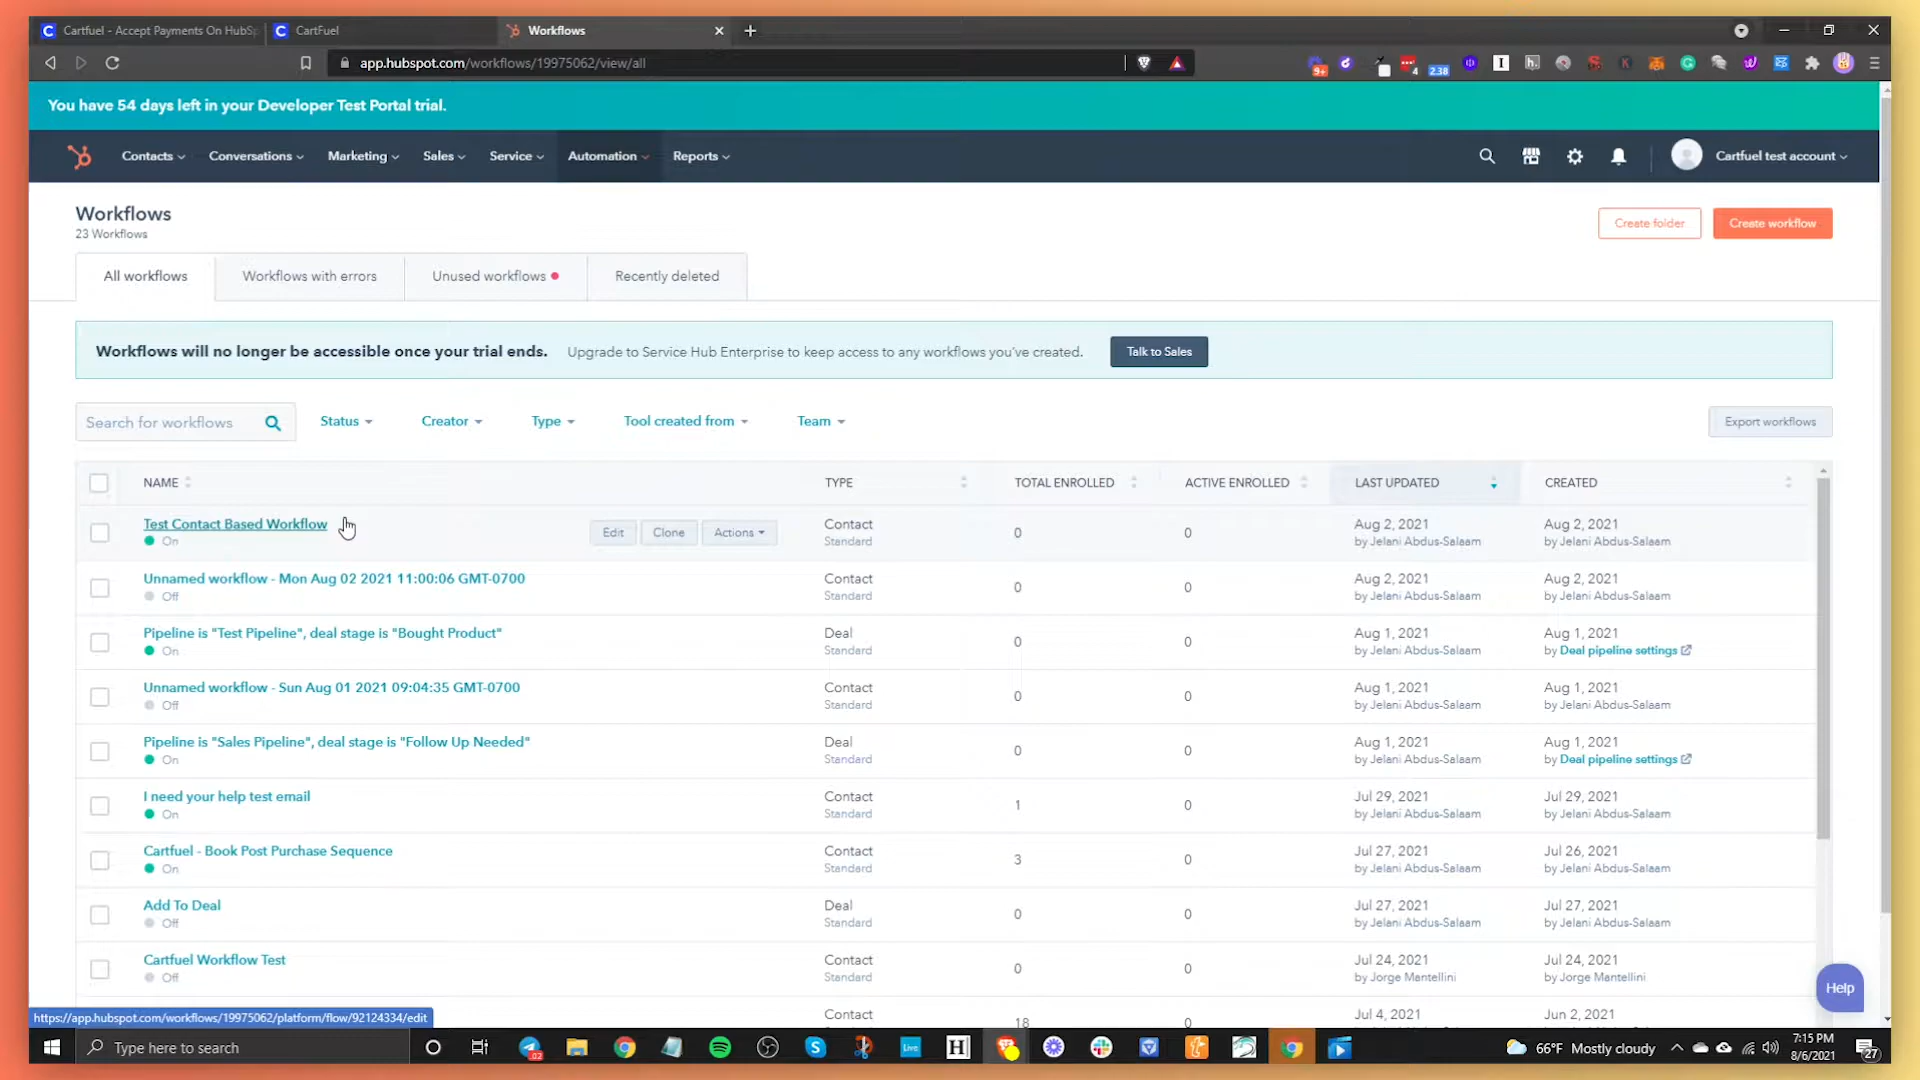 Cartfuel - Accept Payments On HubSp
CartFuel
Workflows
app.hubspot.com/workflows/19975062/view/all
9+
4
2.38
You have 54 days left in your Developer Test Portal trial.
Contacts
Conversations
Marketing
Sales
Service
Automation
Reports
Cartfuel test account
Workflows
23 Workflows
Create folder
Create workflow
All workflows
Workflows with errors
Unused workflows
Recently deleted
Workflows will no longer be accessible once your trial ends. Upgrade to Service Hub Enterprise to keep access to any workflows you've created.
Talk to Sales
Search for workflows
Status
Creator
Type
Tool created from
Team
Export workflows
NAME TYPE TOTAL ENROLLED ACTIVE ENROLLED LAST UPDATED CREATED
Test Contact Based Workflow Edit Clone Actions Contact 0 0 Aug 2, 2021 Aug 2, 2021
On Standard by Jelani Abdus-Salaam by Jelani Abdus-Salaam
Unnamed workflow - Mon Aug 02 2021 11:00:06 GMT-0700 Contact 0 0 Aug 2, 2021 Aug 2, 2021
Off Standard by Jelani Abdus-Salaam by Jelani Abdus-Salaam
Pipeline is "Test Pipeline", deal stage is "Bought Product" Deal 0 0 Aug 1, 2021 Aug 1, 2021
On Standard by Jelani Abdus-Salaam by Deal pipeline settings
Unnamed workflow - Sun Aug 01 2021 09:04:35 GMT-0700 Contact 0 0 Aug 1, 2021 Aug 1, 2021
Off Standard by Jelani Abdus-Salaam by Jelani Abdus-Salaam
Pipeline is "Sales Pipeline", deal stage is "Follow Up Needed" Deal 0 0 Aug 1, 2021 Aug 1, 2021
On Standard by Jelani Abdus-Salaam by Deal pipeline settings
I need your help test email Contact 1 0 Jul 29, 2021 Jul 29, 2021
On Standard by Jelani Abdus-Salaam by Jelani Abdus-Salaam
Cartfuel - Book Post Purchase Sequence Contact 3 0 Jul 27, 2021 Jul 26, 2021
On Standard by Jelani Abdus-Salaam by Jelani Abdus-Salaam
Add To Deal Deal 0 0 Jul 27, 2021 Jul 27, 2021
Off Standard by Jelani Abdus-Salaam by Jelani Abdus-Salaam
Cartfuel Workflow Test Contact 0 0 Jul 24, 2021 Jul 24, 2021
Off Standard by Jorge Mantellini by Jorge Mantellini
Contact 18 0 Jul 4, 2021 Jun 2, 2021
Help
https://app.hubspot.com/workflows/19975062/platform/flow/92124334/edit
Type here to search
66°F Mostly cloudy
7:15 PM
8/6/2021
27